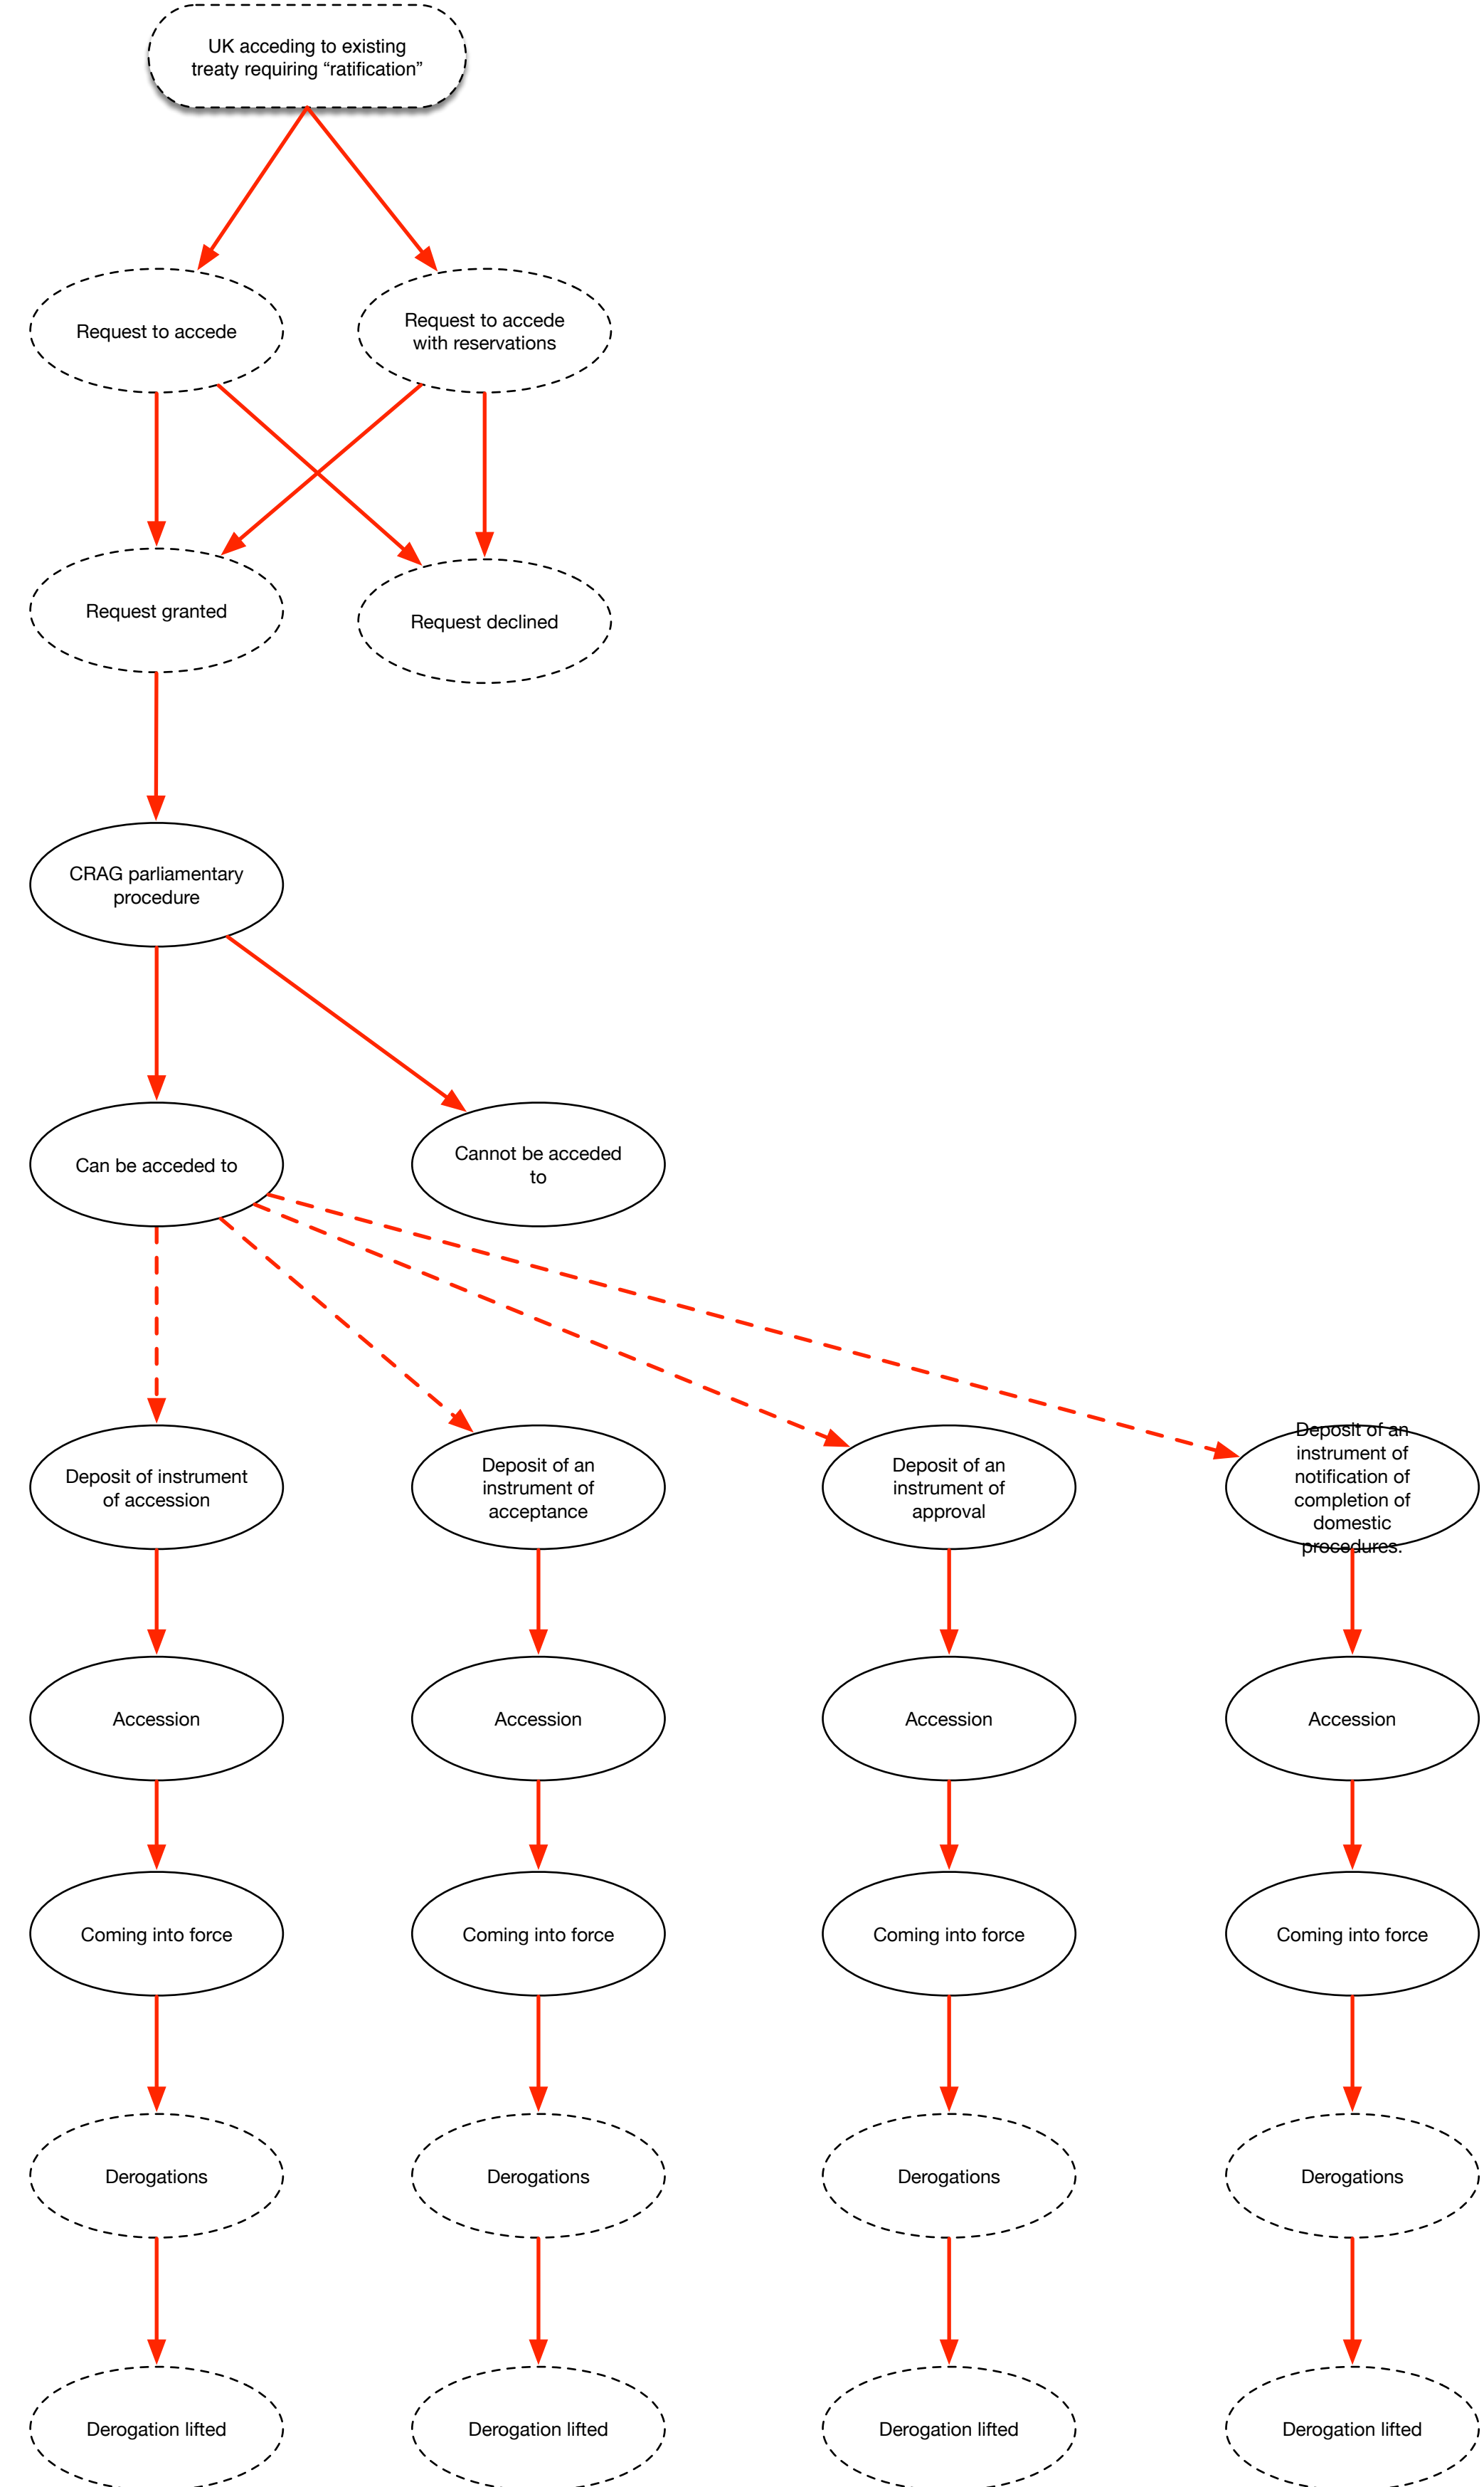 UK acceding to existing
treaty requiring “ratification”
Request to accede
Request to accede
with reservations
Request granted
Request declined
CRAG parliamentary
procedure
Can be acceded to
Cannot be acceded
to
Deposit of instrument
of accession
Deposit of an
instrument of
acceptance
Deposit of an
instrument of
approval
Deposit of an
instrument of
notification of
completion of
domestic
procedures.
Accession
Accession
Accession
Accession
Coming into force
Coming into force
Coming into force
Coming into force
Derogations
Derogations
Derogations
Derogations
Derogation lifted
Derogation lifted
Derogation lifted
Derogation lifted